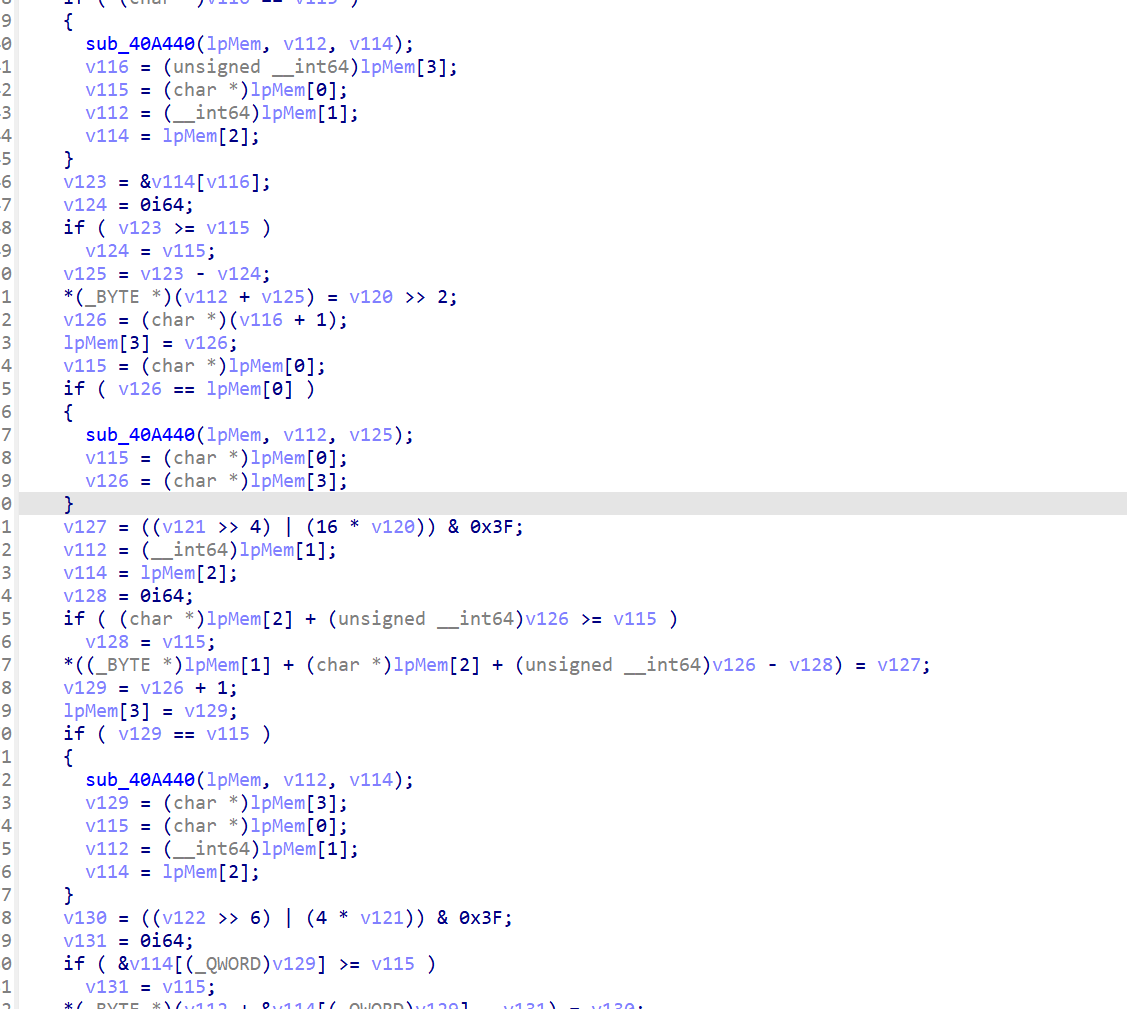 9 {
0 sub_40A440(lpMem, v112, v114);
1 v116 = (unsigned __int64)lpMem[3];
2 v115 = (char *)lpMem[0];
3 v112 = (__int64)lpMem[1];
4 v114 = lpMem[2];
5 }
6 v123 = &v114[v116];
7 v124 = 0i64;
8 if ( v123 >= v115 )
9 v124 = v115;
0 v125 = v123 - v124;
1 *(_BYTE *)(v112 + v125) = v120 >> 2;
2 v126 = (char *)(v116 + 1);
3 lpMem[3] = v126;
4 v115 = (char *)lpMem[0];
5 if ( v126 == lpMem[0] )
6 {
7 sub_40A440(lpMem, v112, v125);
8 v115 = (char *)lpMem[0];
9 v126 = (char *)lpMem[3];
0 }
1 v127 = ((v121 >> 4) | (16 * v120)) & 0x3F;
2 v112 = (__int64)lpMem[1];
3 v114 = lpMem[2];
4 v128 = 0i64;
5 if ( (char *)lpMem[2] + (unsigned __int64)v126 >= v115 )
6 v128 = v115;
7 *((_BYTE *)lpMem[1] + (char *)lpMem[2] + (unsigned __int64)v126 - v128) = v127;
8 v129 = v126 + 1;
9 lpMem[3] = v129;
0 if ( v129 == v115 )
1 {
2 sub_40A440(lpMem, v112, v114);
3 v129 = (char *)lpMem[3];
4 v115 = (char *)lpMem[0];
5 v112 = (__int64)lpMem[1];
6 v114 = lpMem[2];
7 }
8 v130 = ((v122 >> 6) | (4 * v121)) & 0x3F;
9 v131 = 0i64;
0 if ( &v114[(_QWORD)v129] >= v115 )
1 v131 = v115;